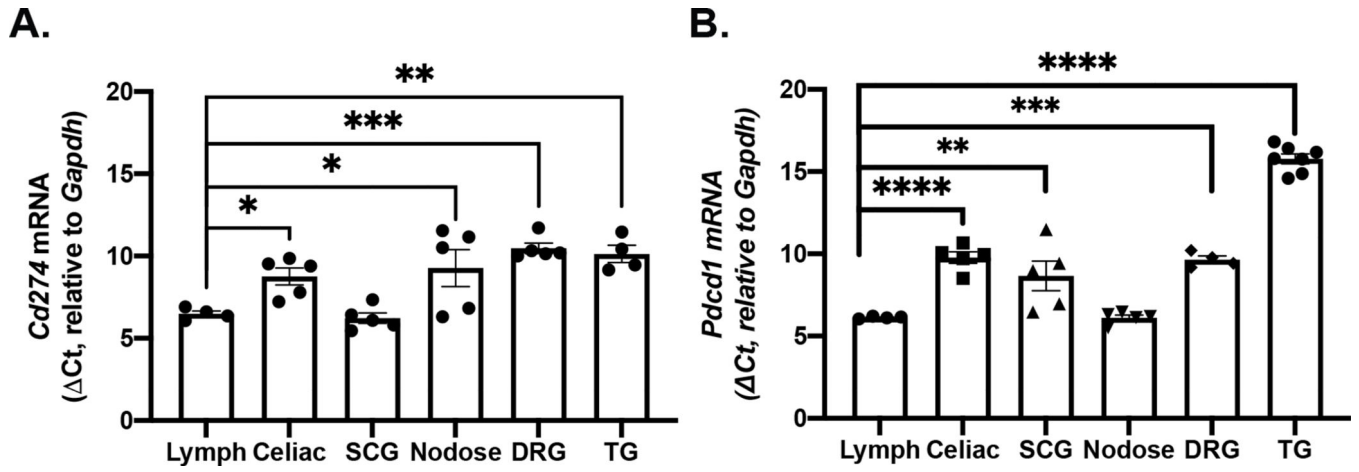 A.
Cd274 mRNA
(ΔCt, relative to Gapdh)
20
15
10
5
0
**
***
*
*
Lymph Celiac SCG Nodose DRG TG
B.
Pdcd1 mRNA
(ΔCt, relative to Gapdh)
20
15
10
5
0
****
***
**
****
Lymph Celiac SCG Nodose DRG TG